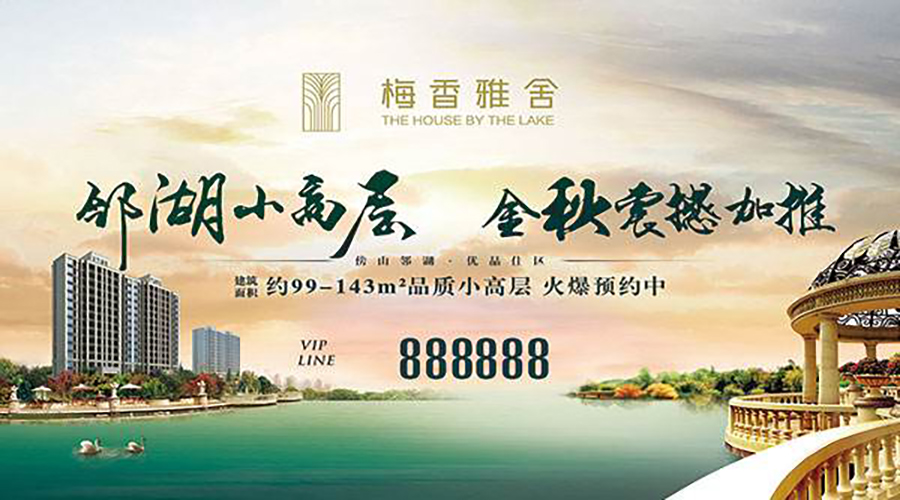 梅香雅舍
THE HOUSE BY THE LAKE
邻湖小高层 金秋震撼加推
傍山邻湖·优品住区
建筑面积 约99-143m²品质小高层 火爆预约中
VIP LINE 888888